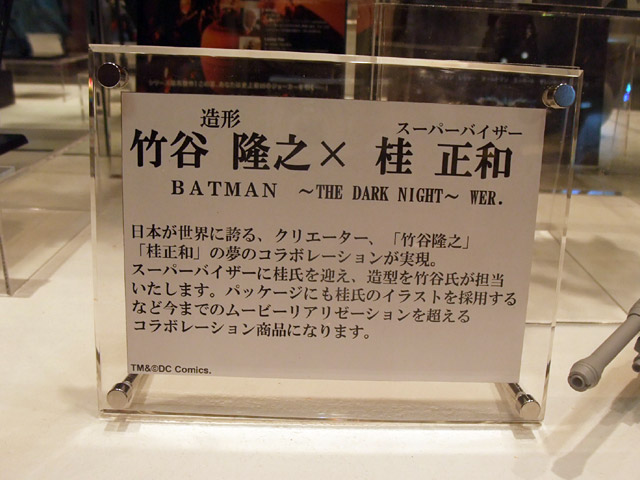 造形
スーパーバイザー
竹谷 隆之× 桂 正和
BATMAN ～THE DARK NIGHT～ WER.
日本が世界に誇る、クリエーター、「竹谷隆之」
「桂正和」の夢のコラボレーションが実現。
スーパーバイザーに桂氏を迎え、造型を竹谷氏が担当
いたします。パッケージにも桂氏のイラストを採用する
など今までのムービーリアリゼーションを超える
コラボレーション商品になります。
TM&©DC Comics.